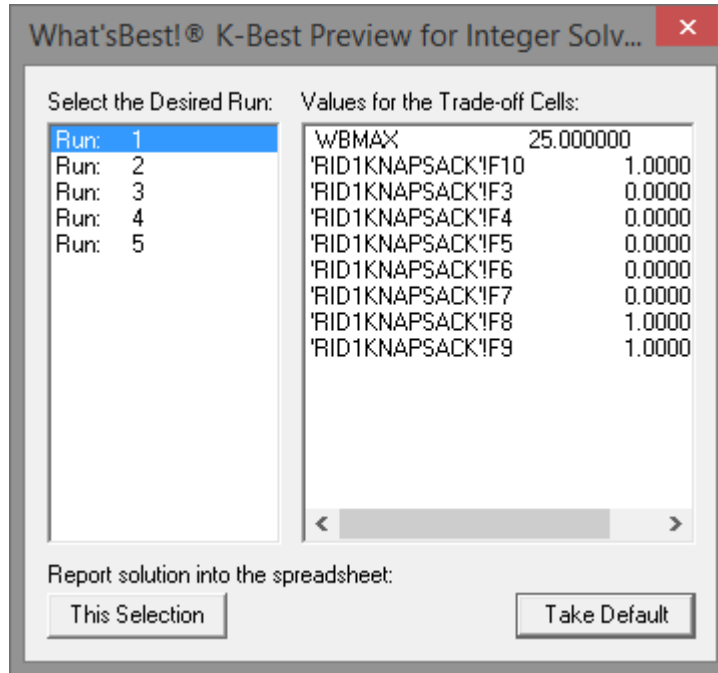 What'sBest!® K-Best Preview for Integer Solv...
Select the Desired Run:
Run: 1
Run: 2
Run: 3
Run: 4
Run: 5
Values for the Trade-off Cells:
WBMAX 25.000000
'RID1KNAPSACK'!F10 1.0000
'RID1KNAPSACK'!F3 0.0000
'RID1KNAPSACK'!F4 0.0000
'RID1KNAPSACK'!F5 0.0000
'RID1KNAPSACK'!F6 0.0000
'RID1KNAPSACK'!F7 0.0000
'RID1KNAPSACK'!F8 1.0000
'RID1KNAPSACK'!F9 1.0000
Report solution into the spreadsheet:
This Selection
Take Default